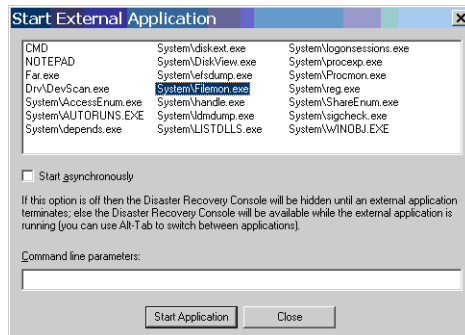 Start External Application
CMD
NOTEPAD
Far.exe
Drv\DevScan.exe
System\AccessEnum.exe
System\AUTORUNS.EXE
System\depends.exe
System\diskext.exe
System\DiskView.exe
System\efsdump.exe
System\Filemon.exe
System\handle.exe
System\ldmdump.exe
System\LISTDLLS.exe
System\logonsessions.exe
System\procexp.exe
System\Procmon.exe
System\reg.exe
System\ShareEnum.exe
System\sigcheck.exe
System\WINOBJ.EXE
Start asynchronously
If this option is off then the Disaster Recovery Console will be hidden until an external application
terminates; else the Disaster Recovery Console will be available while the external application is
running (you can use Alt-Tab to switch between applications).
Command line parameters:
Start Application
Close